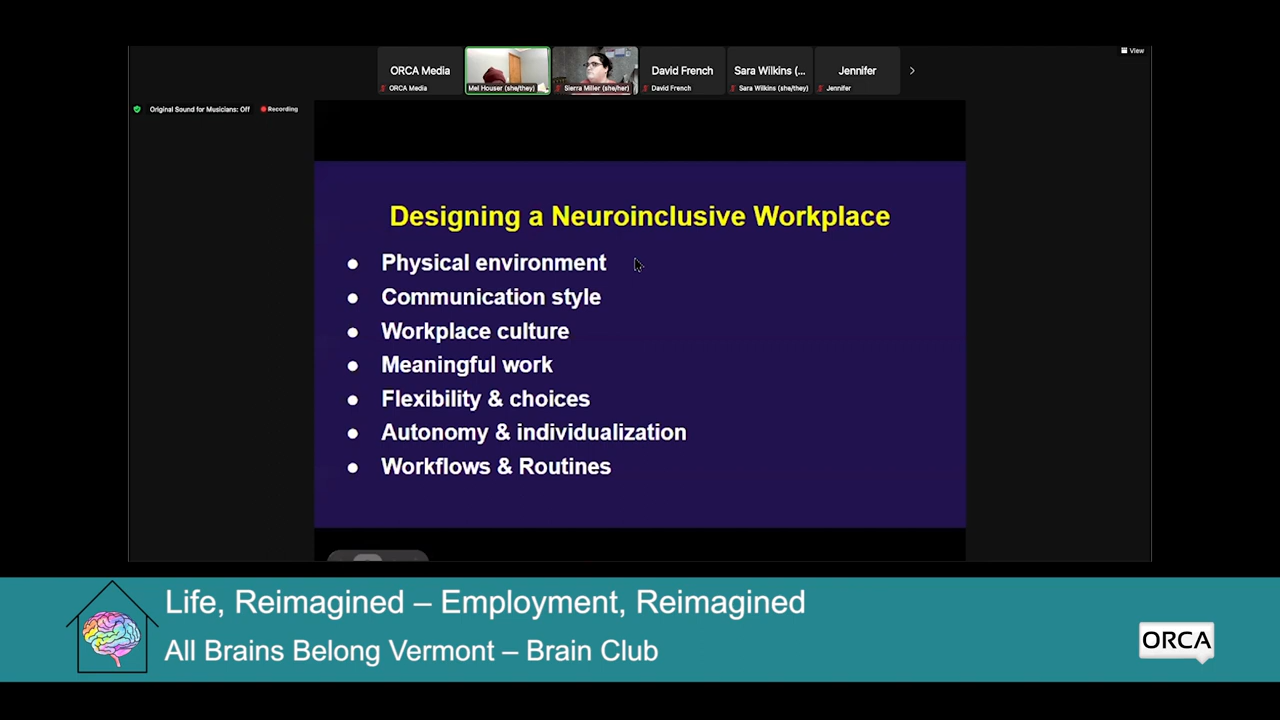 View
ORCA Media
David French
Sara Wilkins (...
Jennifer
ORCA Media
Mel Houser (she/they)
Sierra Miller (she/her)
David French
Sara Wilkins (she/they)
Jennifer
Original Sound for Musicians: Off
Recording
Designing a Neuroinclusive Workplace
● Physical environment
● Communication style
● Workplace culture
● Meaningful work
● Flexibility & choices
● Autonomy & individualization
● Workflows & Routines
Life, Reimagined – Employment, Reimagined
All Brains Belong Vermont – Brain Club
ORCA